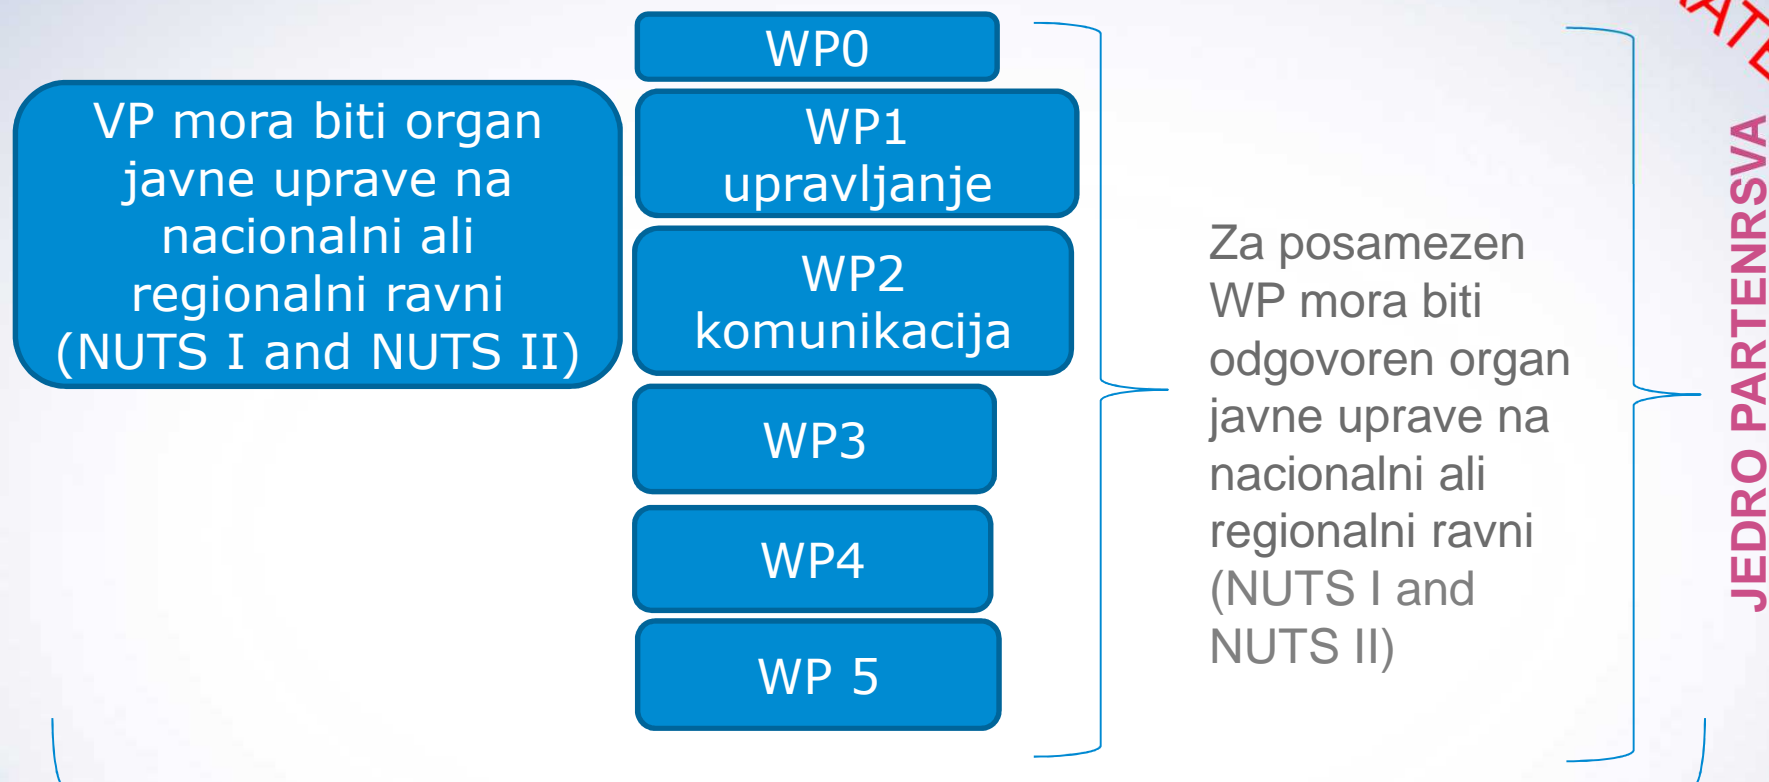 VP mora biti organ
javne uprave na
nacionalni ali
regionalni ravni
(NUTS I and NUTS II)
WP0
WP1
upravljanje
WP2
komunikacija
WP3
WP4
WP 5
Za posamezen
WP mora biti
odgovoren organ
javne uprave na
nacionalni ali
regionalni ravni
(NUTS I and
NUTS II)
JEDRO PARTENRSVA